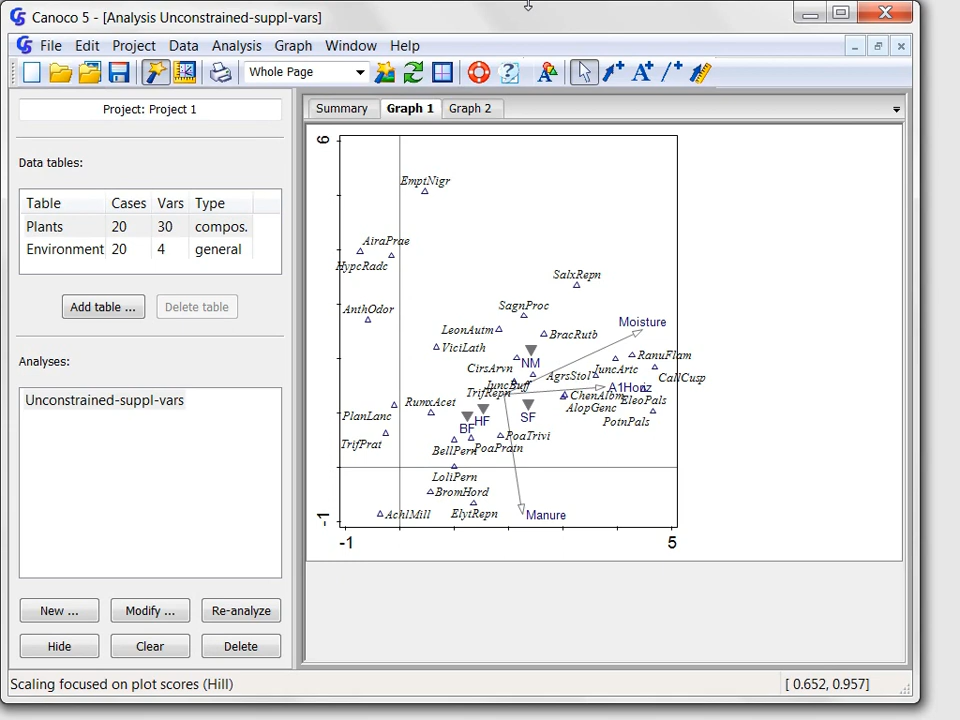 Canoco 5 - [Analysis Unconstrained-suppl-vars]
File Edit Project Data Analysis Graph Window Help
Whole Page
Project: Project 1
Summary Graph 1 Graph 2
Data tables:
Table Cases Vars Type
Plants 20 30 compos.
Environment 20 4 general
Add table ... Delete table
Analyses:
Unconstrained-suppl-vars
New ... Modify ... Re-analyze
Hide Clear Delete
6
EmptNigr
AiraPrae
HypcRadc
SalxRepn
AnthOdor
SagnProc
Moisture
LeonAutm
BracRutb
ViciLath
NM
RanuFlam
CirsArvn
JuncArtc
AgrsStol
CallCusp
JuncBuff
A1Horiz
TrifRepn
ChenAlbm
EleoPals
RumxAcet
AlopGenc
PlanLanc
HF
SF
PotnPals
BF
PoaTrivi
TrifPrat
BellPern
PoaPratn
LoliPern
BromHord
ElytRepn
AchlMill
Manure
-1
-1 5
Scaling focused on plot scores (Hill) [ 0.652, 0.957]